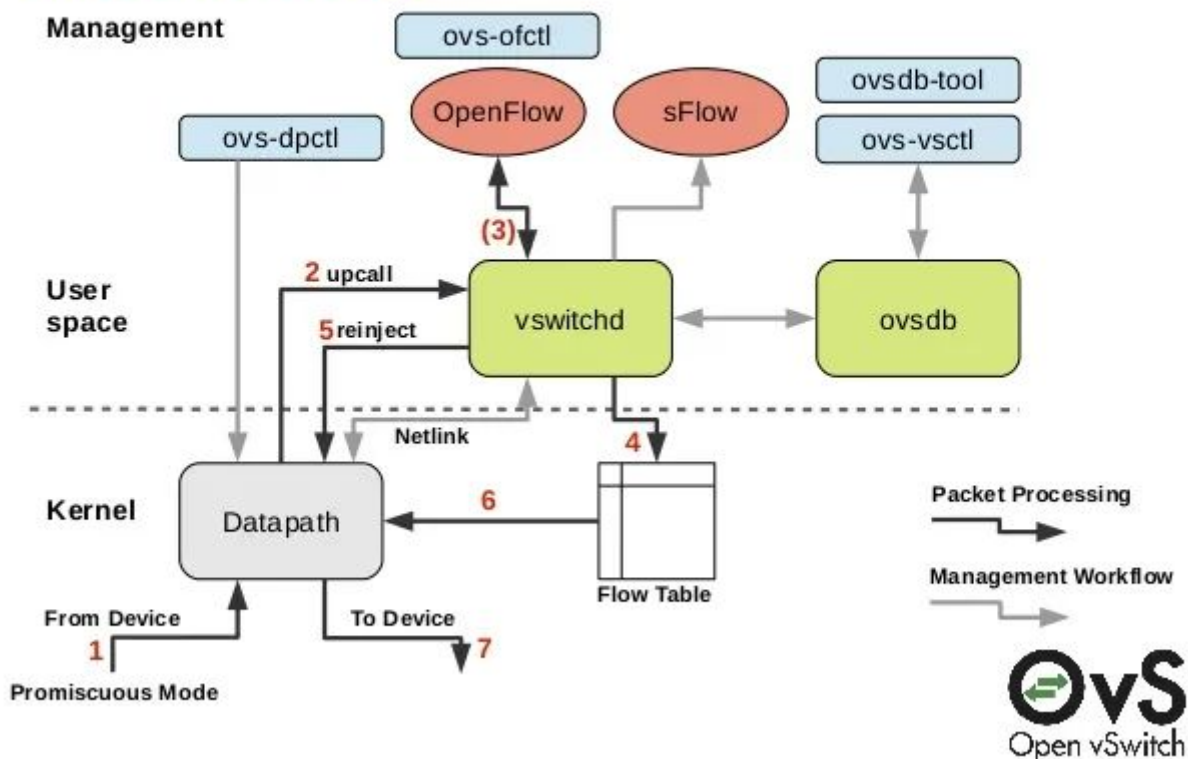 Management
ovs-ofctl
OpenFlow
sFlow
ovsdb-tool
ovs-vsctl
ovs-dpctl
(3)
2 upcall
User
space
5 reinject
vswitchd
ovsdb
Netlink
4
Kernel
Datapath
6
Flow Table
Packet Processing
Management Workflow
From Device
To Device
1
7
Promiscuous Mode
OvS
Open vSwitch